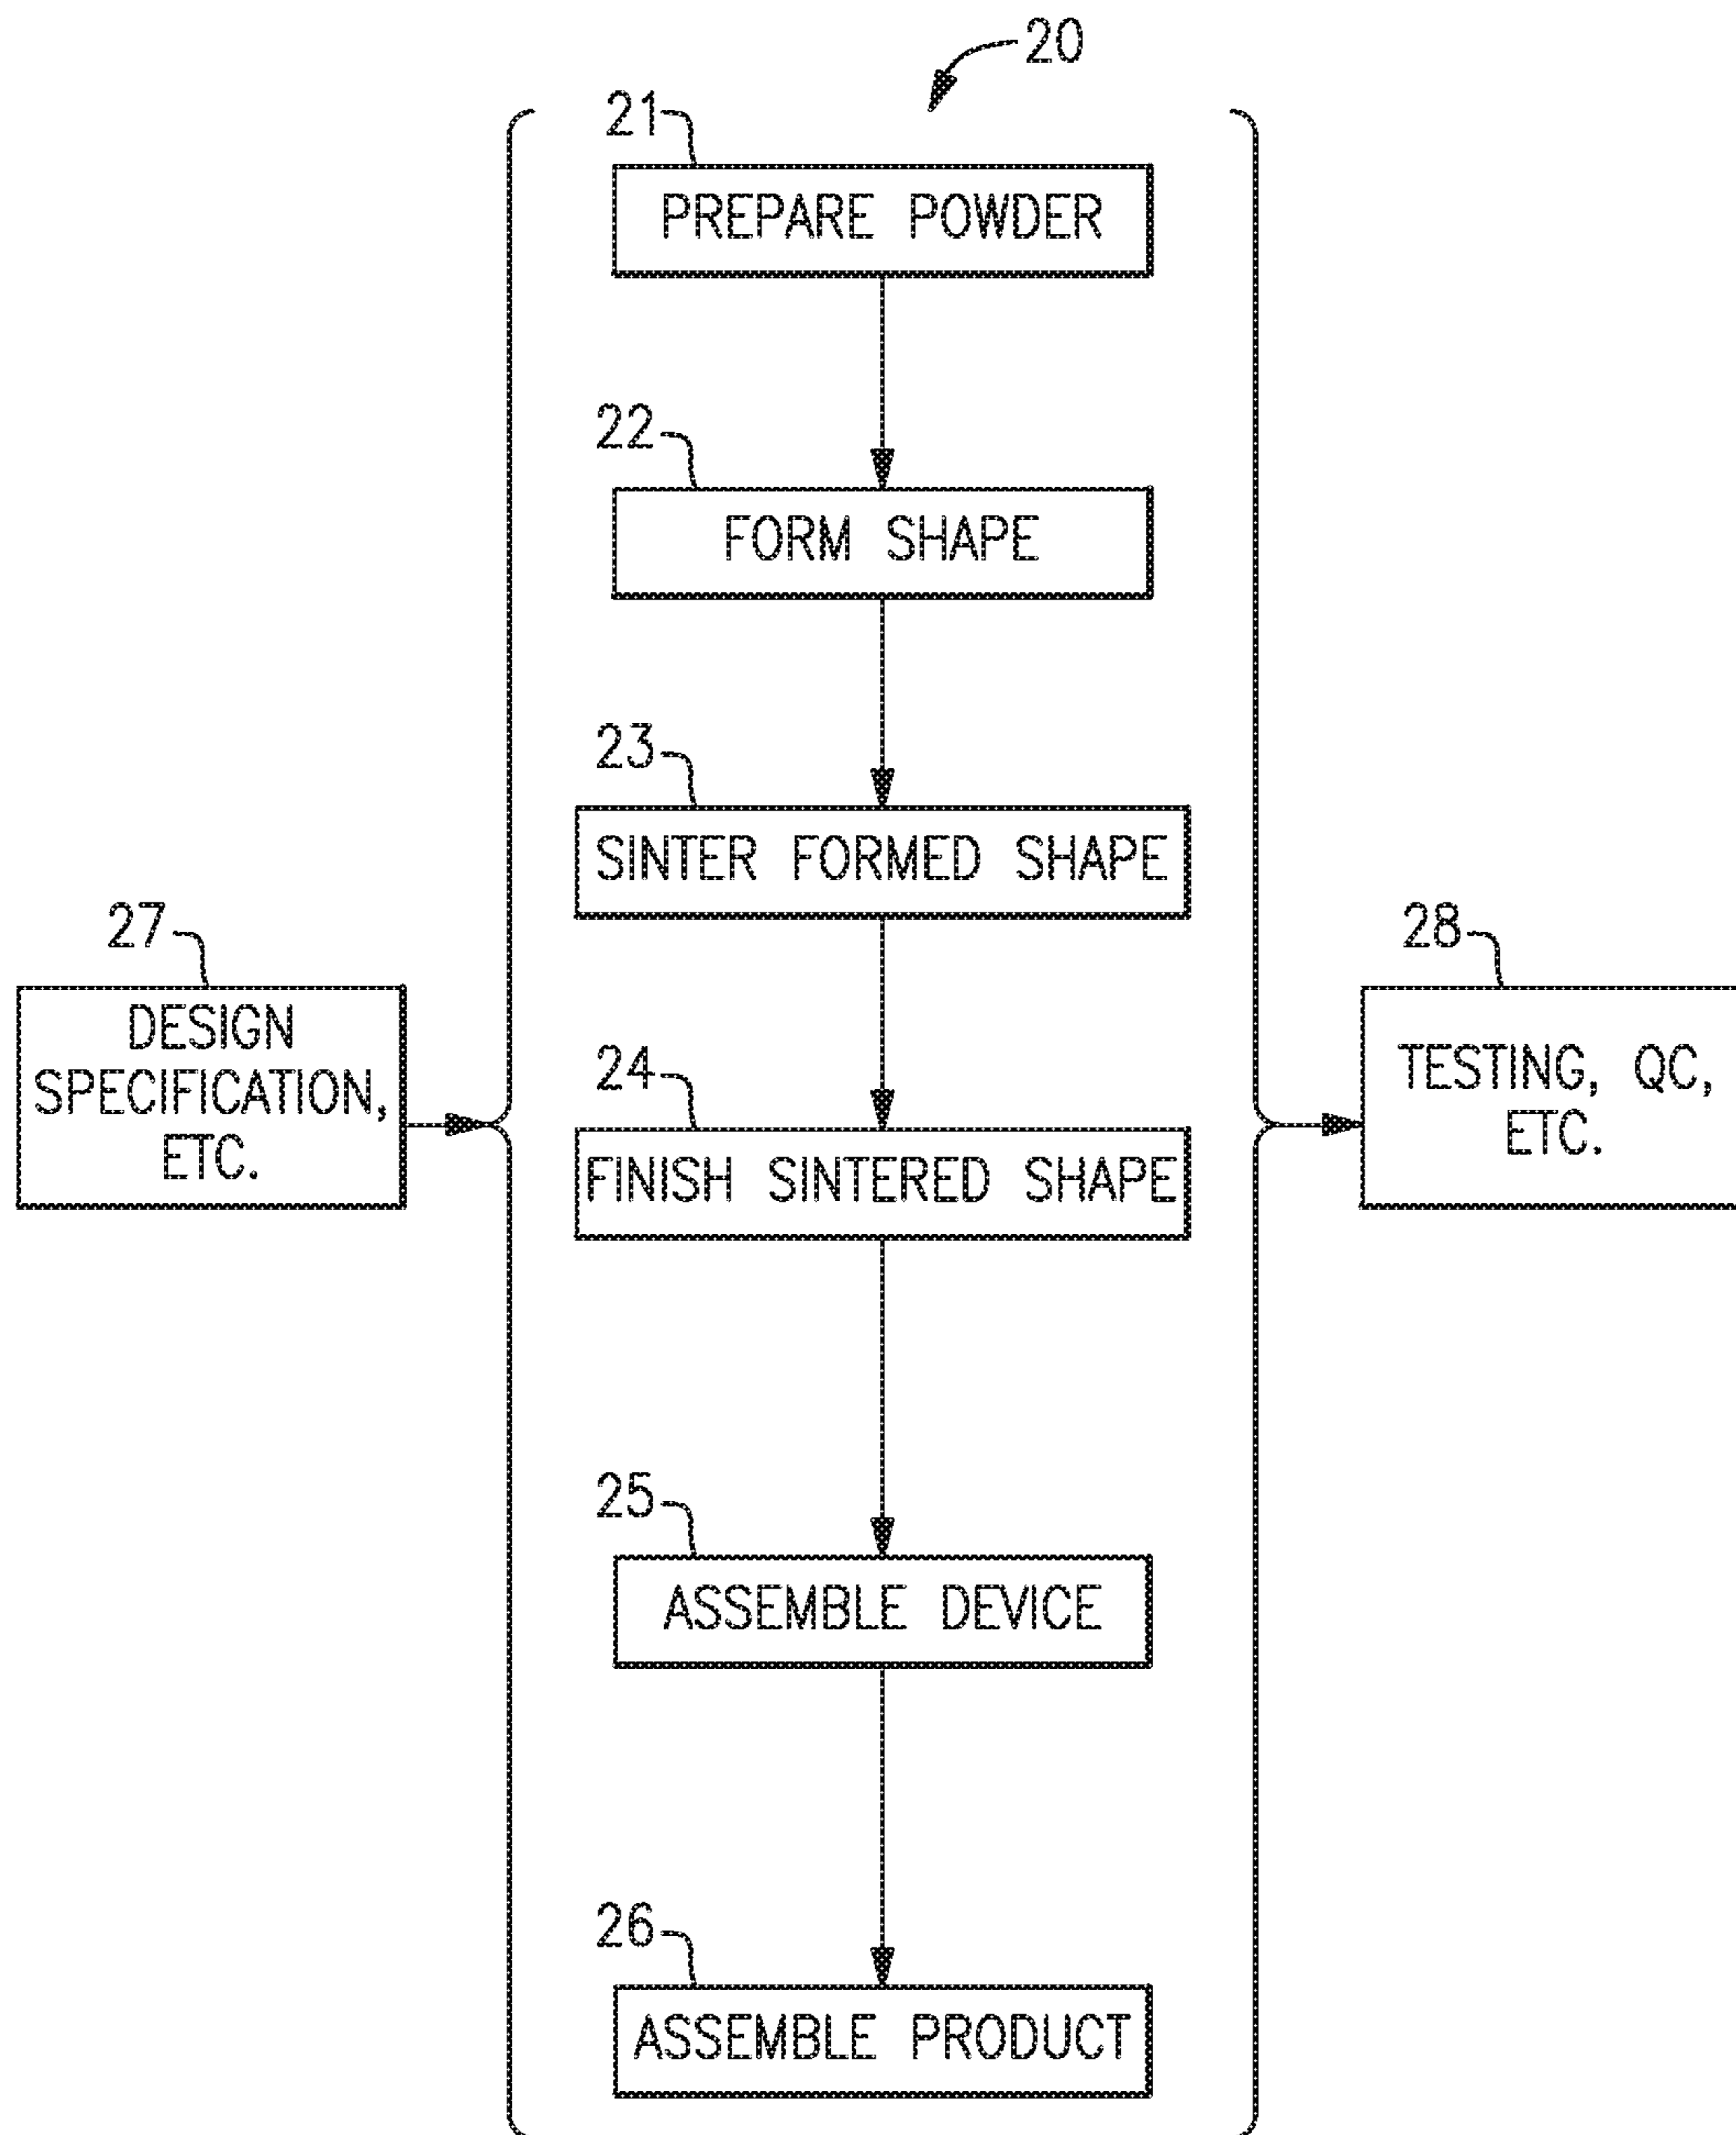 20
21
PREPARE POWDER
22
FORM SHAPE
23
SINTER FORMED SHAPE
27
DESIGN
SPECIFICATION,
ETC.
24
FINISH SINTERED SHAPE
28
TESTING, QC,
ETC.
25
ASSEMBLE DEVICE
26
ASSEMBLE PRODUCT